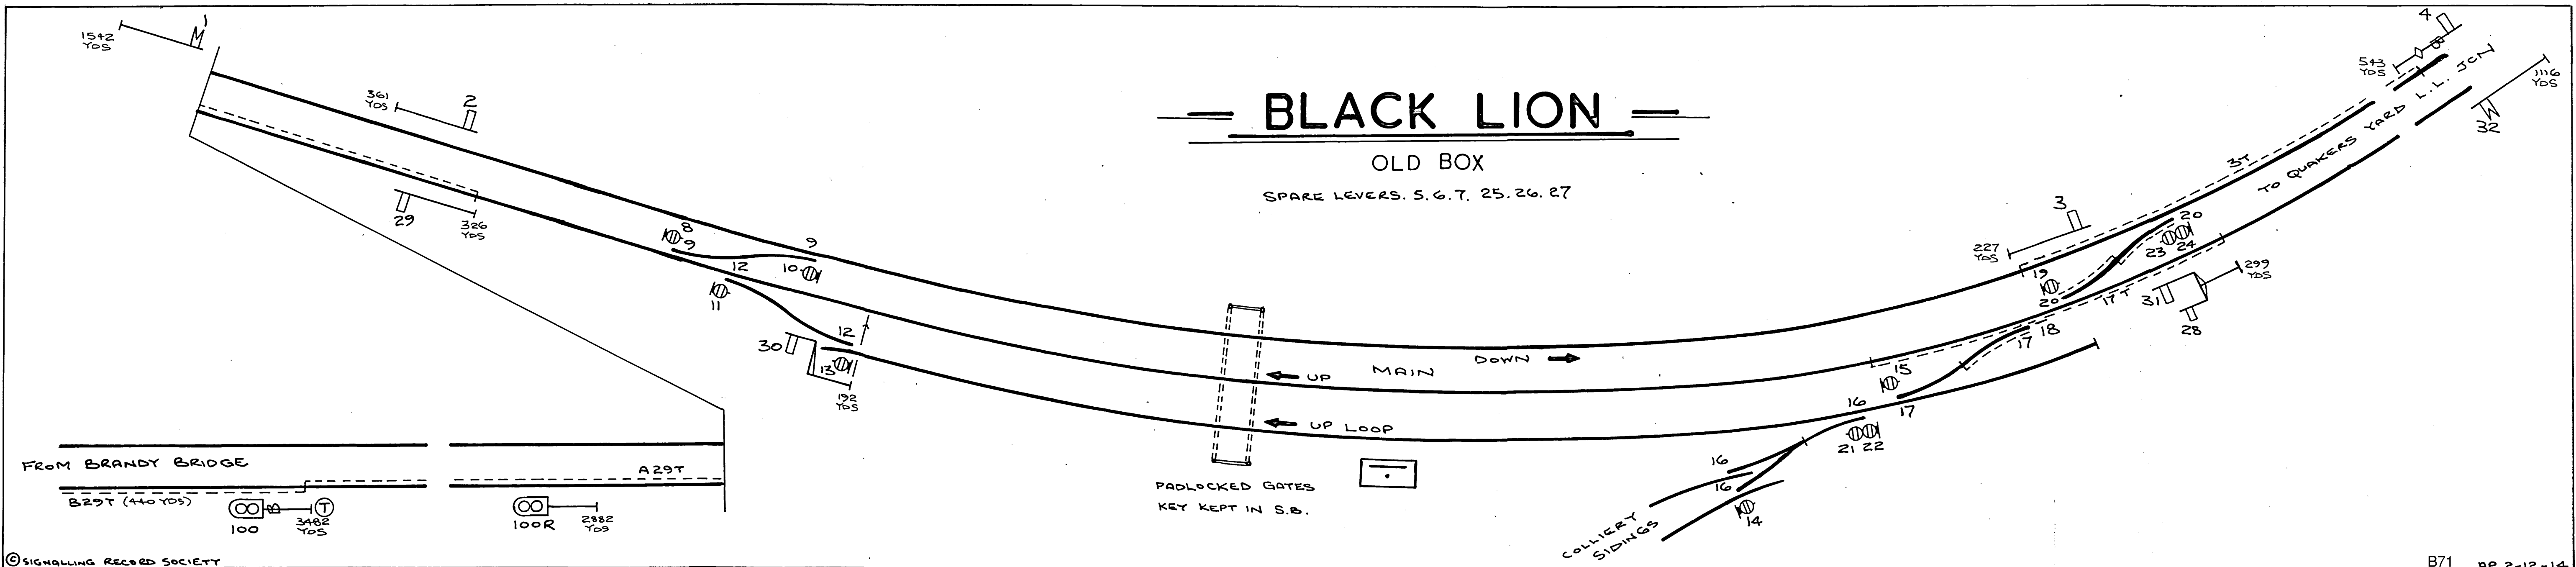 BLACK LION
OLD BOX
SPARE LEVERS. 5. 6. 7. 25. 26. 27
1
1542
YDS
361
YDS
2
29
326
YDS
8
9
9
12
10
11
12
30
13
192
YDS
DOWN
MAIN
UP
UP LOOP
PADLOCKED GATES
KEY KEPT IN S.B.
4
543
YDS
B
TO QUAKERS YARD L.L. JCN
1116
YDS
32
3T
3
227
YDS
20
23 24
19
20
17T
299
YDS
31
28
18
17
15
16
17
21 22
16
16
14
COLLIERY
SIDINGS
FROM BRANDY BRIDGE
A29T
B29T (440 YDS)
100
B
T
3482
YDS
100R
2882
YDS
© SIGNALLING RECORD SOCIETY
B71 AP 2-12-14